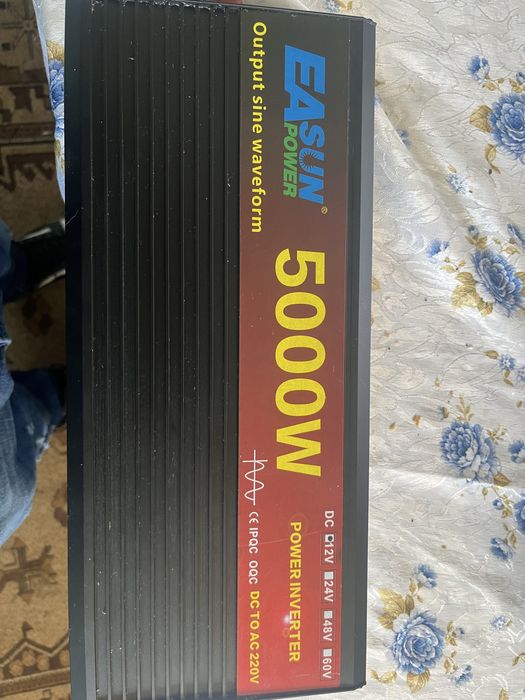 EASUN
POWER
®
Output sine waveform
5000W
DC 12V 24V 48V 60V
POWER INVERTER
CE IPQC OQC DC TO AC 220V